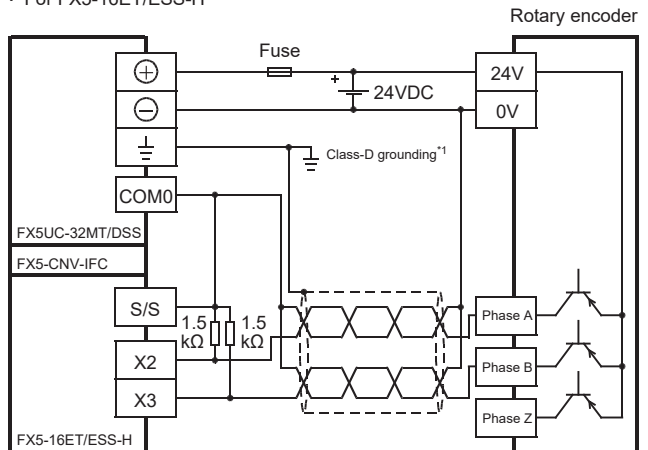 • For FX5-16ET/ESS-H
Rotary encoder
Fuse
+
24V
24VDC
0V
Class-D grounding*1
COM0
FX5UC-32MT/DSS
FX5-CNV-IFC
S/S
1.5 kΩ
1.5 kΩ
Phase A
X2
Phase B
X3
Phase Z
FX5-16ET/ESS-H